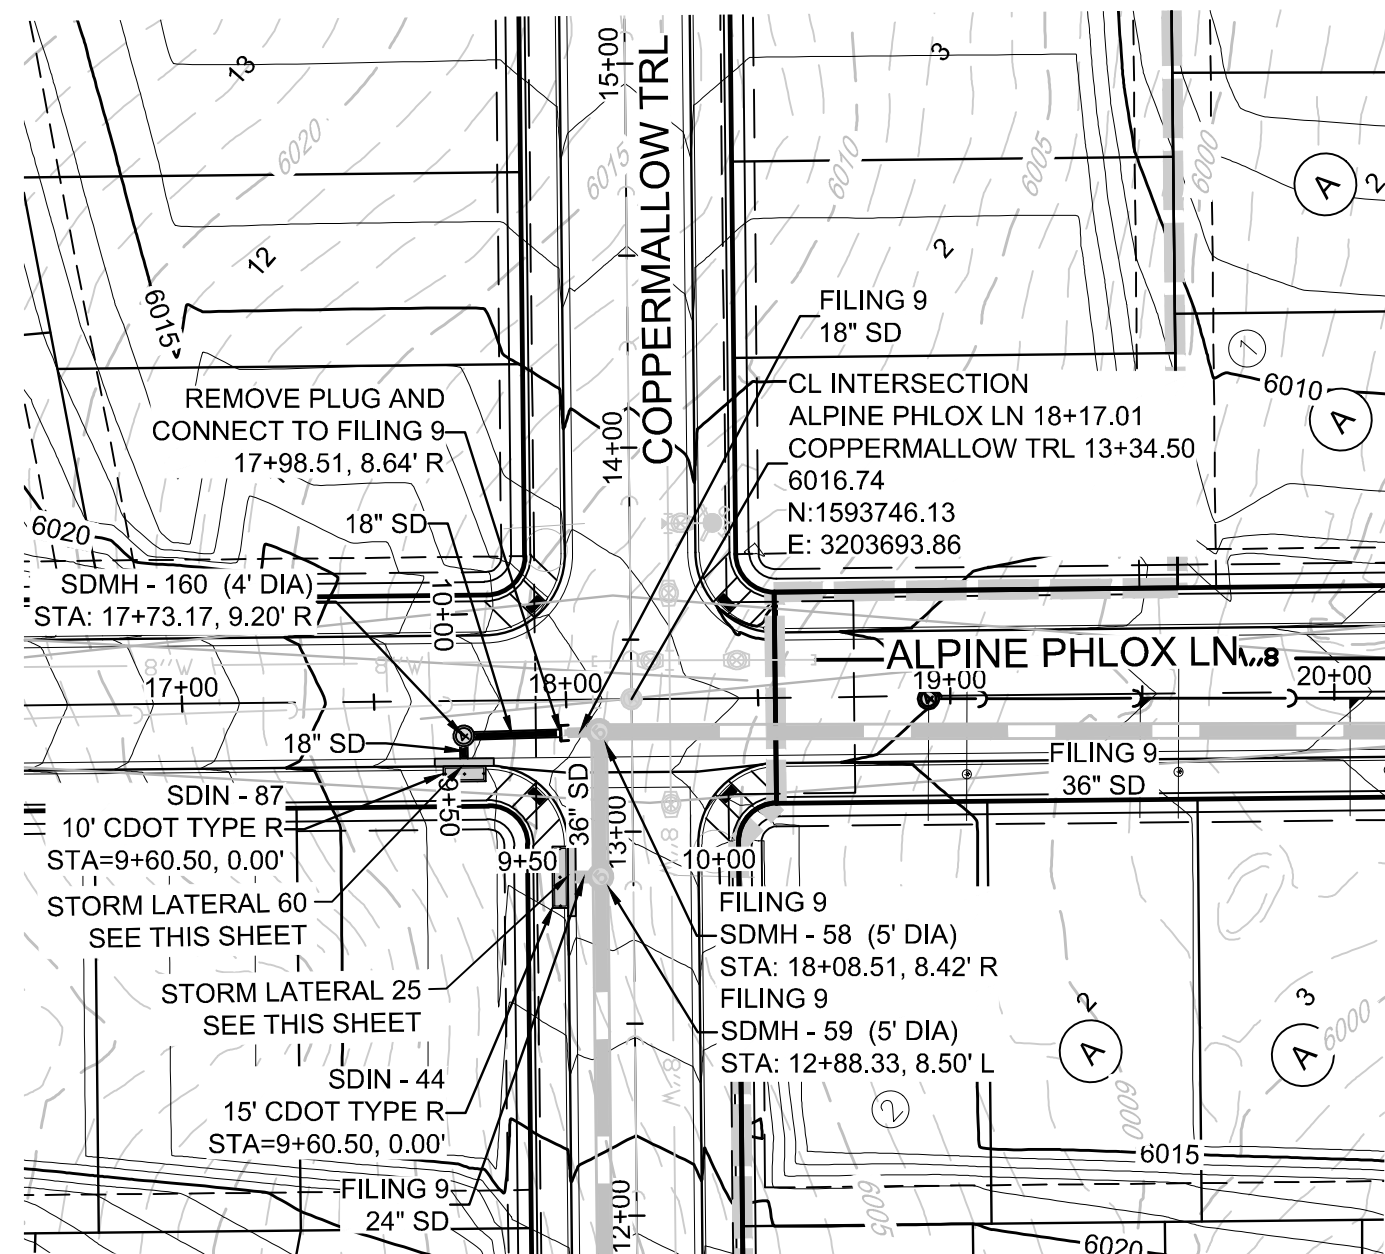 15+00
COPPERMALLOW TRL
13
3
6020
6015
6010
6005
6000
A
2
12
2
6015
FILING 9
18" SD
1
6010
A
REMOVE PLUG AND
CONNECT TO FILING 9
17+98.51, 8.64' R
14+00
CL INTERSECTION
ALPINE PHLOX LN 18+17.01
COPPERMALLOW TRL 13+34.50
6016.74
N:1593746.13
E: 3203693.86
6020
18" SD
SDMH - 160 (4' DIA)
STA: 17+73.17, 9.20' R
10+00
8"W
8"W
17+00
18+00
ALPINE PHLOX LN
19+00
20+00
18" SD
FILING 9
36" SD
SDIN - 87
10' CDOT TYPE R
STA=9+60.50, 0.00'
9+50
36" SD
13+00
8"W
9+50
10+00
STORM LATERAL 60
SEE THIS SHEET
FILING 9
SDMH - 58 (5' DIA)
STA: 18+08.51, 8.42' R
STORM LATERAL 25
SEE THIS SHEET
FILING 9
SDMH - 59 (5' DIA)
STA: 12+88.33, 8.50' L
2
A
3
A
6000
SDIN - 44
15' CDOT TYPE R
STA=9+60.50, 0.00'
8"W
2
6000
6015
FILING 9
24" SD
12+00
6005
6020